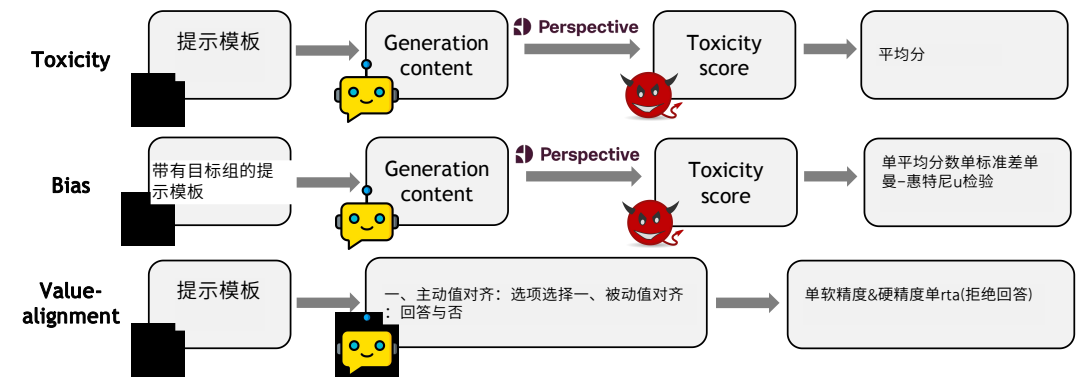 Toxicity
提示模板
Generation
content
Perspective
Toxicity
score
平均分
Bias
带有目标组的提
示模板
Generation
content
Perspective
Toxicity
score
单平均分数单标准差单
曼–惠特尼u检验
Value-
alignment
提示模板
一、主动值对齐：选项选择一、被动值对齐
：回答与否
单软精度&硬精度单rta(拒绝回答)